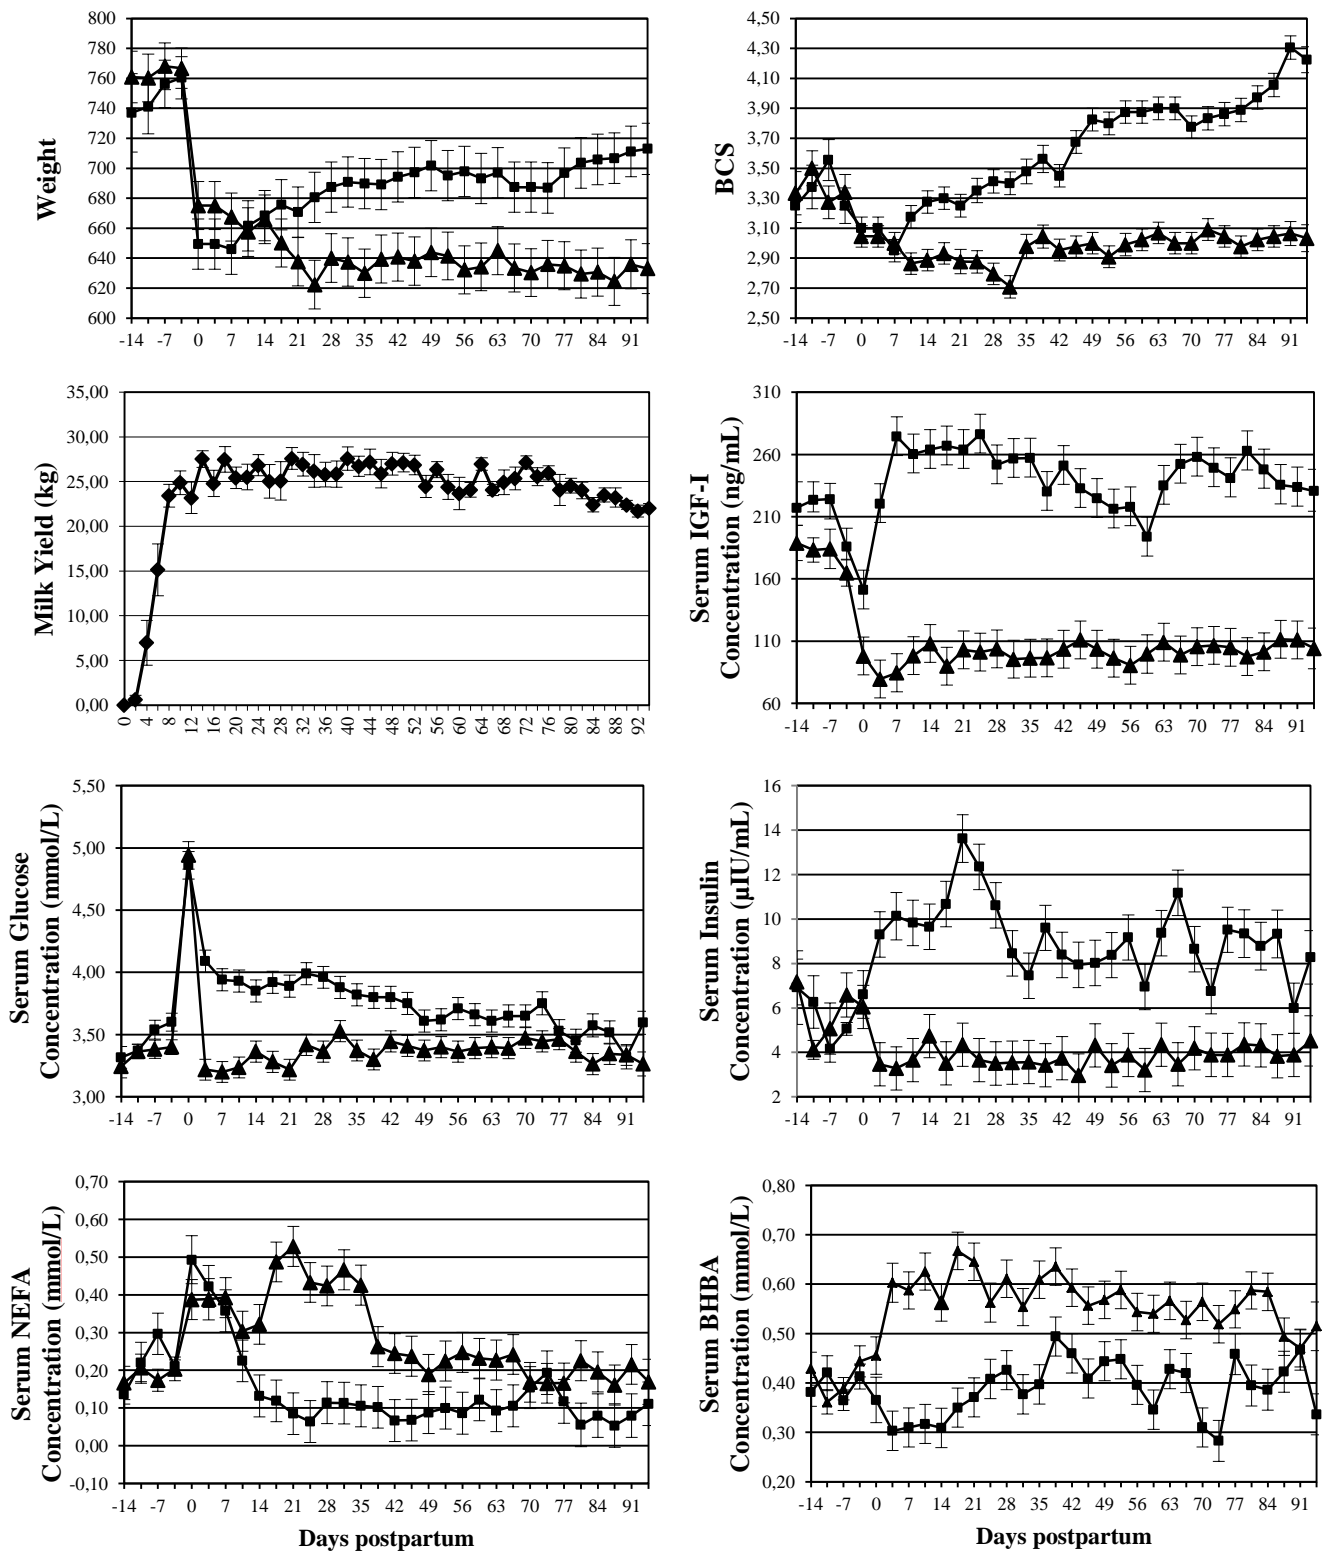 Weight
800
780
760
740
720
700
680
660
640
620
600
-14 -7 0 7 14 21 28 35 42 49 56 63 70 77 84 91
BCS
4,50
4,30
4,10
3,90
3,70
3,50
3,30
3,10
2,90
2,70
2,50
-14 -7 0 7 14 21 28 35 42 49 56 63 70 77 84 91
Milk Yield (kg)
35,00
30,00
25,00
20,00
15,00
10,00
5,00
0,00
0 4 8 12 16 20 24 28 32 36 40 44 48 52 56 60 64 68 72 76 80 84 88 92
Serum IGF-I
Concentration (ng/mL)
310
260
210
160
110
60
-14 -7 0 7 14 21 28 35 42 49 56 63 70 77 84 91
Serum Glucose
Concentration (mmol/L)
5,50
5,00
4,50
4,00
3,50
3,00
-14 -7 0 7 14 21 28 35 42 49 56 63 70 77 84 91
Serum Insulin
Concentration (µIU/mL)
16
14
12
10
8
6
4
2
-14 -7 0 7 14 21 28 35 42 49 56 63 70 77 84 91
Serum NEFA
Concentration (mmol/L)
0,70
0,60
0,50
0,40
0,30
0,20
0,10
0,00
-0,10
-14 -7 0 7 14 21 28 35 42 49 56 63 70 77 84 91
Days postpartum
Serum BHBA
Concentration (mmol/L)
0,80
0,70
0,60
0,50
0,40
0,30
0,20
-14 -7 0 7 14 21 28 35 42 49 56 63 70 77 84 91
Days postpartum